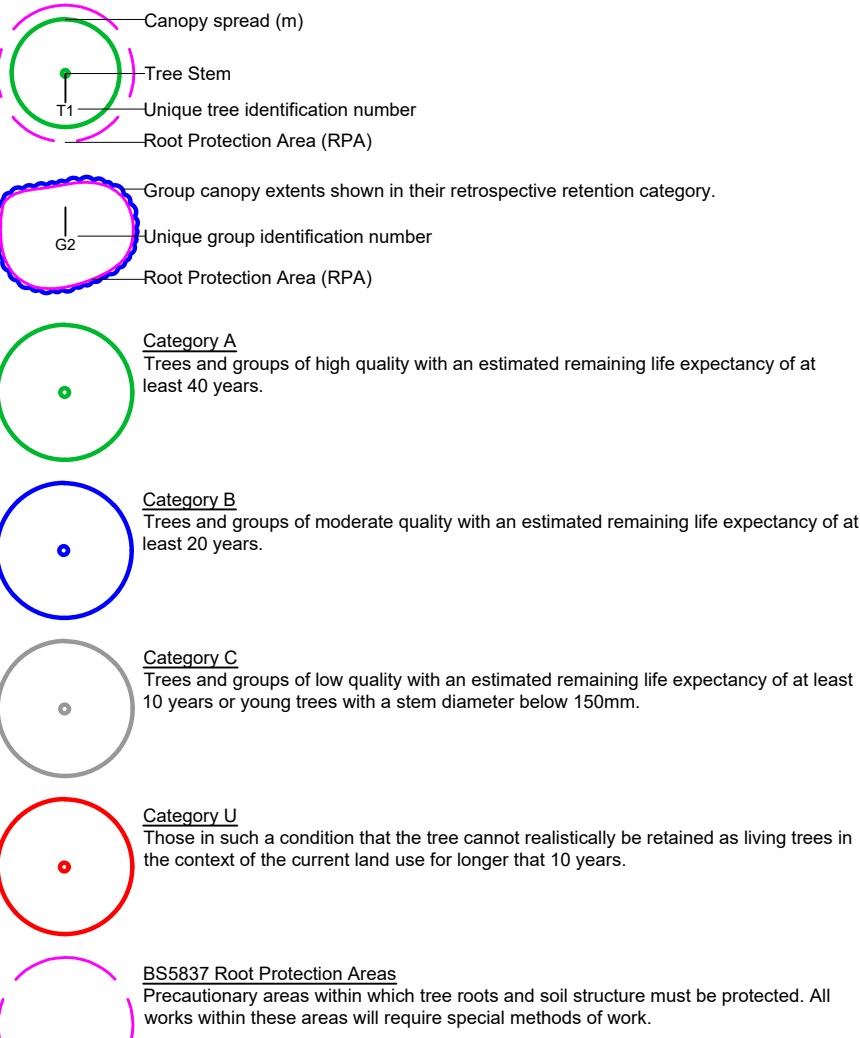 Canopy spread (m)
Tree Stem
T1
Unique tree identification number
Root Protection Area (RPA)
Group canopy extents shown in their retrospective retention category.
G2
Unique group identification number
Root Protection Area (RPA)
Category A
Trees and groups of high quality with an estimated remaining life expectancy of at
least 40 years.
Category B
Trees and groups of moderate quality with an estimated remaining life expectancy of at
least 20 years.
Category C
Trees and groups of low quality with an estimated remaining life expectancy of at least
10 years or young trees with a stem diameter below 150mm.
Category U
Those in such a condition that the tree cannot realistically be retained as living trees in
the context of the current land use for longer that 10 years.
BS5837 Root Protection Areas
Precautionary areas within which tree roots and soil structure must be protected. All
works within these areas will require special methods of work.